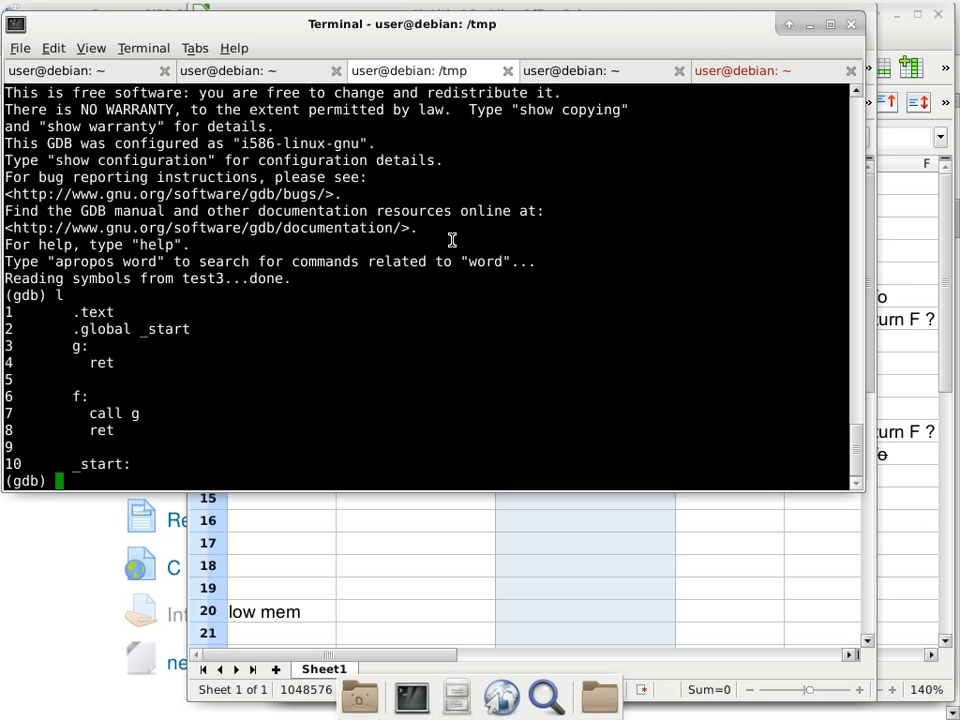 Terminal - user@debian: /tmp
File Edit View Terminal Tabs Help
user@debian: ~
user@debian: ~
user@debian: /tmp
user@debian: ~
user@debian: ~
This is free software: you are free to change and redistribute it.
There is NO WARRANTY, to the extent permitted by law.  Type "show copying"
and "show warranty" for details.
This GDB was configured as "i586-linux-gnu".
Type "show configuration" for configuration details.
For bug reporting instructions, please see:
<http://www.gnu.org/software/gdb/bugs/>.
Find the GDB manual and other documentation resources online at:
<http://www.gnu.org/software/gdb/documentation/>.
For help, type "help".
Type "apropos word" to search for commands related to "word"...
Reading symbols from test3...done.
(gdb) l
1 .text
2 .global _start
3 g:
4 ret
5
6 f:
7 call g
8 ret
9
10 _start:
(gdb)
F
turn F ?
turn F ?
15
16
17
18
19
20 low mem
21
Re
C
Int
ne
Sheet1
Sheet 1 of 1
1048576
Sum=0
140%